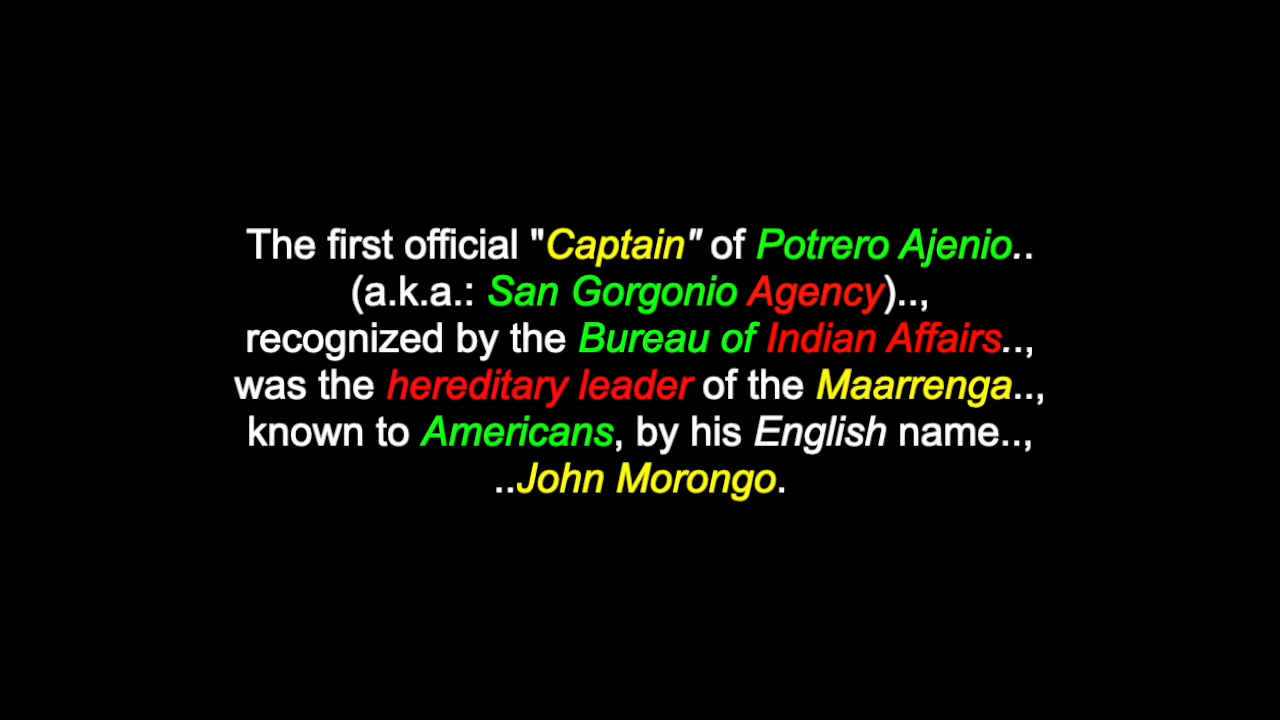 The first official "Captain" of Potrero Ajenio..
(a.k.a.: San Gorgonio Agency)..,
recognized by the Bureau of Indian Affairs..,
was the hereditary leader of the Maarrenga..,
known to Americans, by his English name..,
..John Morongo.